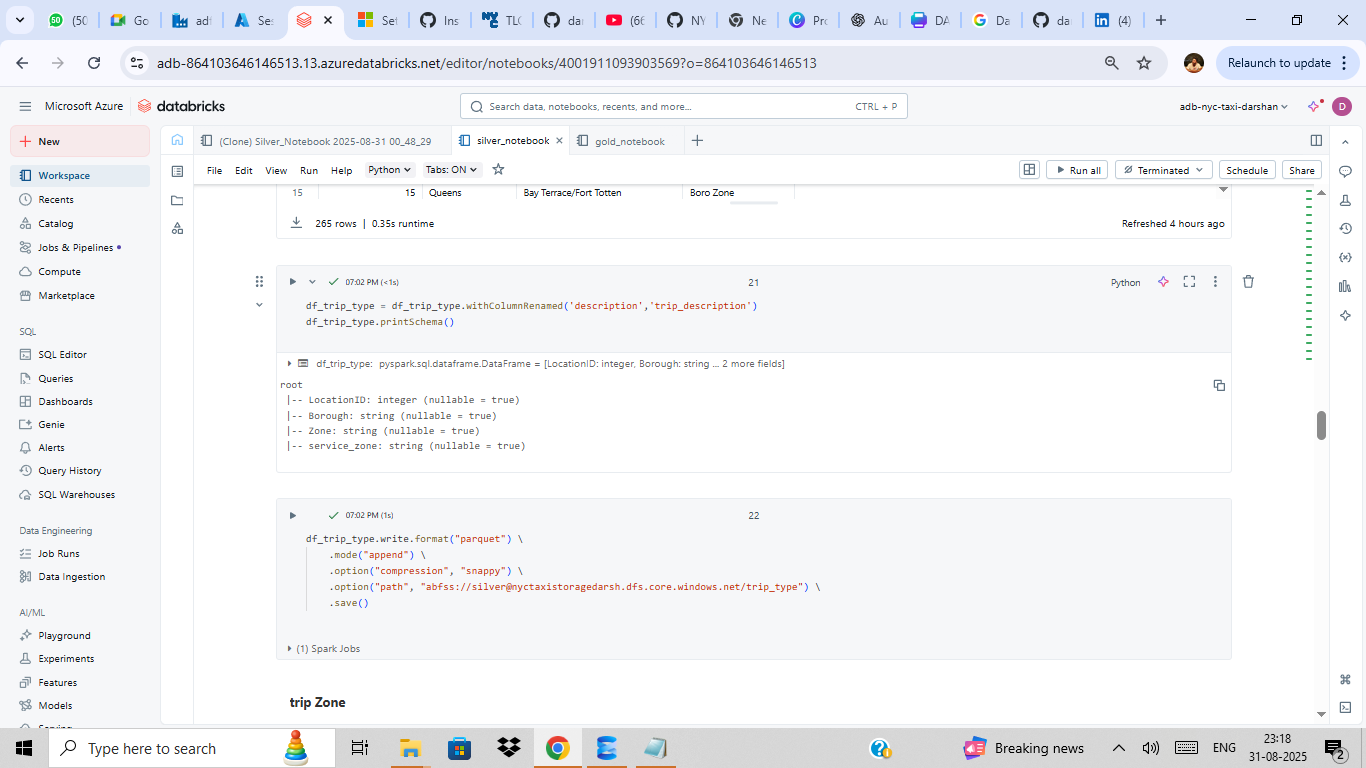 (50
Go
adf
Ses
Set
Ins
TLC
da
(66
NY
Ne
Pro
Au
DA
Da
da
(4)
adb-864103646146513.13.azuredatabricks.net/editor/notebooks/4001911093903569?o=864103646146513
Relaunch to update
Microsoft Azure
databricks
Search data, notebooks, recents, and more...
CTRL + P
adb-nyc-taxi-darshan
D
New
(Clone) Silver_Notebook 2025-08-31 00_48_29
silver_notebook
gold_notebook
File Edit View Run Help Python Tabs: ON
Run all
Terminated
Schedule
Share
Workspace
Recents
Catalog
Jobs & Pipelines
Compute
Marketplace
SQL
SQL Editor
Queries
Dashboards
Genie
Alerts
Query History
SQL Warehouses
Data Engineering
Job Runs
Data Ingestion
AI/ML
Playground
Experiments
Features
Models
Serving
15 15 Queens Bay Terrace/Fort Totten Boro Zone
265 rows | 0.35s runtime
Refreshed 4 hours ago
07:02 PM (<1s)
21
Python
df_trip_type = df_trip_type.withColumnRenamed('description','trip_description')
df_trip_type.printSchema()
df_trip_type: pyspark.sql.dataframe.DataFrame = [LocationID: integer, Borough: string ... 2 more fields]
root
|-- LocationID: integer (nullable = true)
|-- Borough: string (nullable = true)
|-- Zone: string (nullable = true)
|-- service_zone: string (nullable = true)
07:02 PM (1s)
22
df_trip_type.write.format("parquet") \
.mode("append") \
.option("compression", "snappy") \
.option("path", "abfss://silver@nyctaxistoragedarsh.dfs.core.windows.net/trip_type") \
.save()
(1) Spark Jobs
trip Zone
Type here to search
Breaking news
ENG
23:18
31-08-2025
2